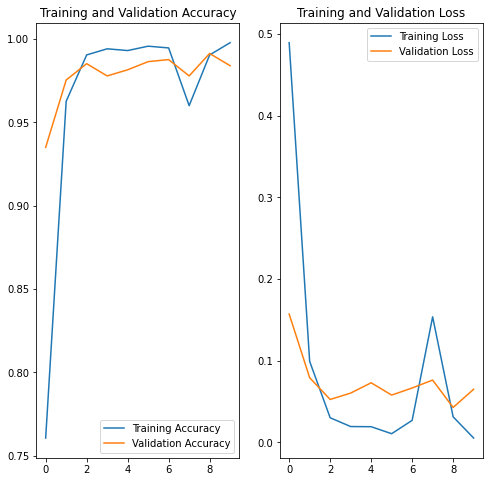 Training and Validation Accuracy
1.00
0.95
0.90
0.85
0.80
0.75
0 2 4 6 8
Training Accuracy
Validation Accuracy
Training and Validation Loss
0.5
0.4
0.3
0.2
0.1
0.0
0 2 4 6 8
Training Loss
Validation Loss